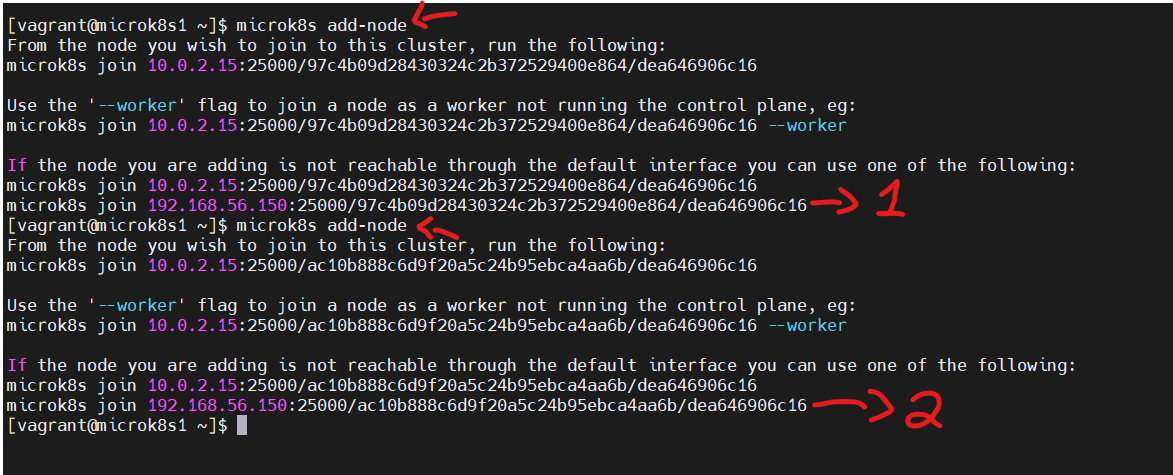 [vagrant@microk8s1 ~]$ microk8s add-node
From the node you wish to join to this cluster, run the following:
microk8s join 10.0.2.15:25000/97c4b09d28430324c2b372529400e864/dea646906c16
Use the '--worker' flag to join a node as a worker not running the control plane, eg:
microk8s join 10.0.2.15:25000/97c4b09d28430324c2b372529400e864/dea646906c16 --worker
If the node you are adding is not reachable through the default interface you can use one of the following:
microk8s join 10.0.2.15:25000/97c4b09d28430324c2b372529400e864/dea646906c16
microk8s join 192.168.56.150:25000/97c4b09d28430324c2b372529400e864/dea646906c16 1
[vagrant@microk8s1 ~]$ microk8s add-node
From the node you wish to join to this cluster, run the following:
microk8s join 10.0.2.15:25000/ac10b888c6d9f20a5c24b95ebca4aa6b/dea646906c16
Use the '--worker' flag to join a node as a worker not running the control plane, eg:
microk8s join 10.0.2.15:25000/ac10b888c6d9f20a5c24b95ebca4aa6b/dea646906c16 --worker
If the node you are adding is not reachable through the default interface you can use one of the following:
microk8s join 10.0.2.15:25000/ac10b888c6d9f20a5c24b95ebca4aa6b/dea646906c16
microk8s join 192.168.56.150:25000/ac10b888c6d9f20a5c24b95ebca4aa6b/dea646906c16 2
[vagrant@microk8s1 ~]$